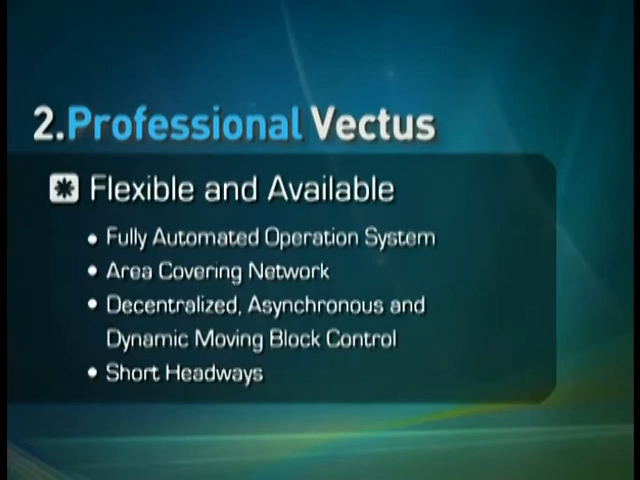 2.Professional Vectus
Flexible and Available
• Fully Automated Operation System
• Area Covering Network
• Decentralized, Asynchronous and
Dynamic Moving Block Control
• Short Headways